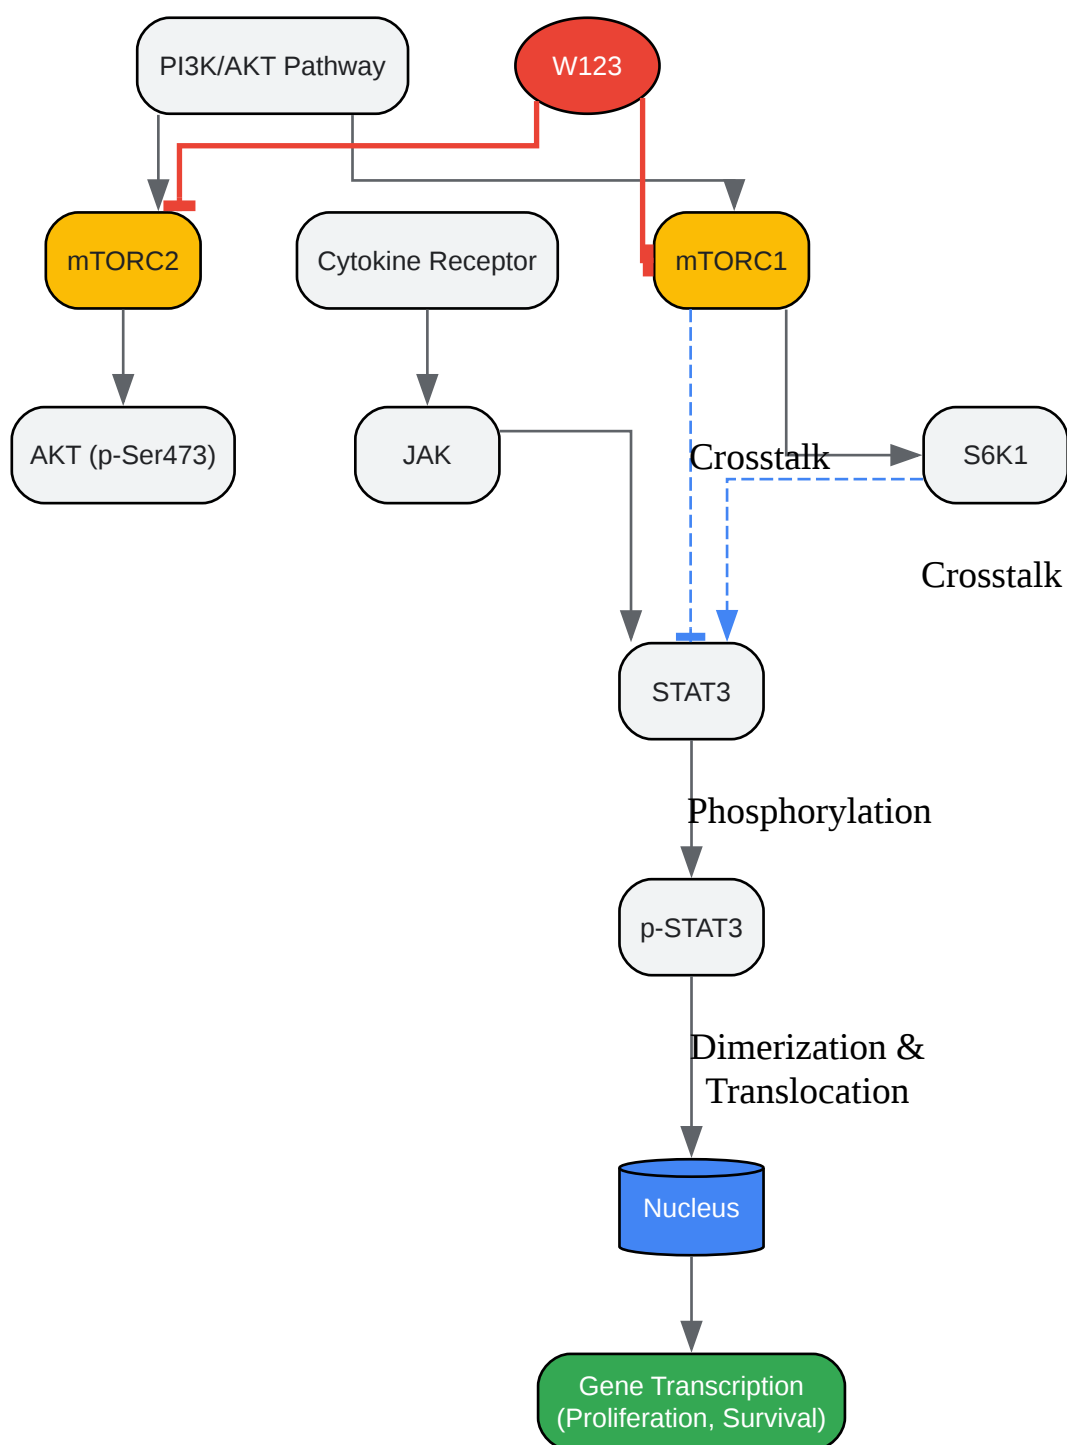 PI3K/AKT Pathway
W123
mTORC2
Cytokine Receptor
mTORC1
AKT (p-Ser473)
JAK
Crosstalk
S6K1
Crosstalk
STAT3
Phosphorylation
p-STAT3
Dimerization &
Translocation
Nucleus
Gene Transcription
(Proliferation, Survival)